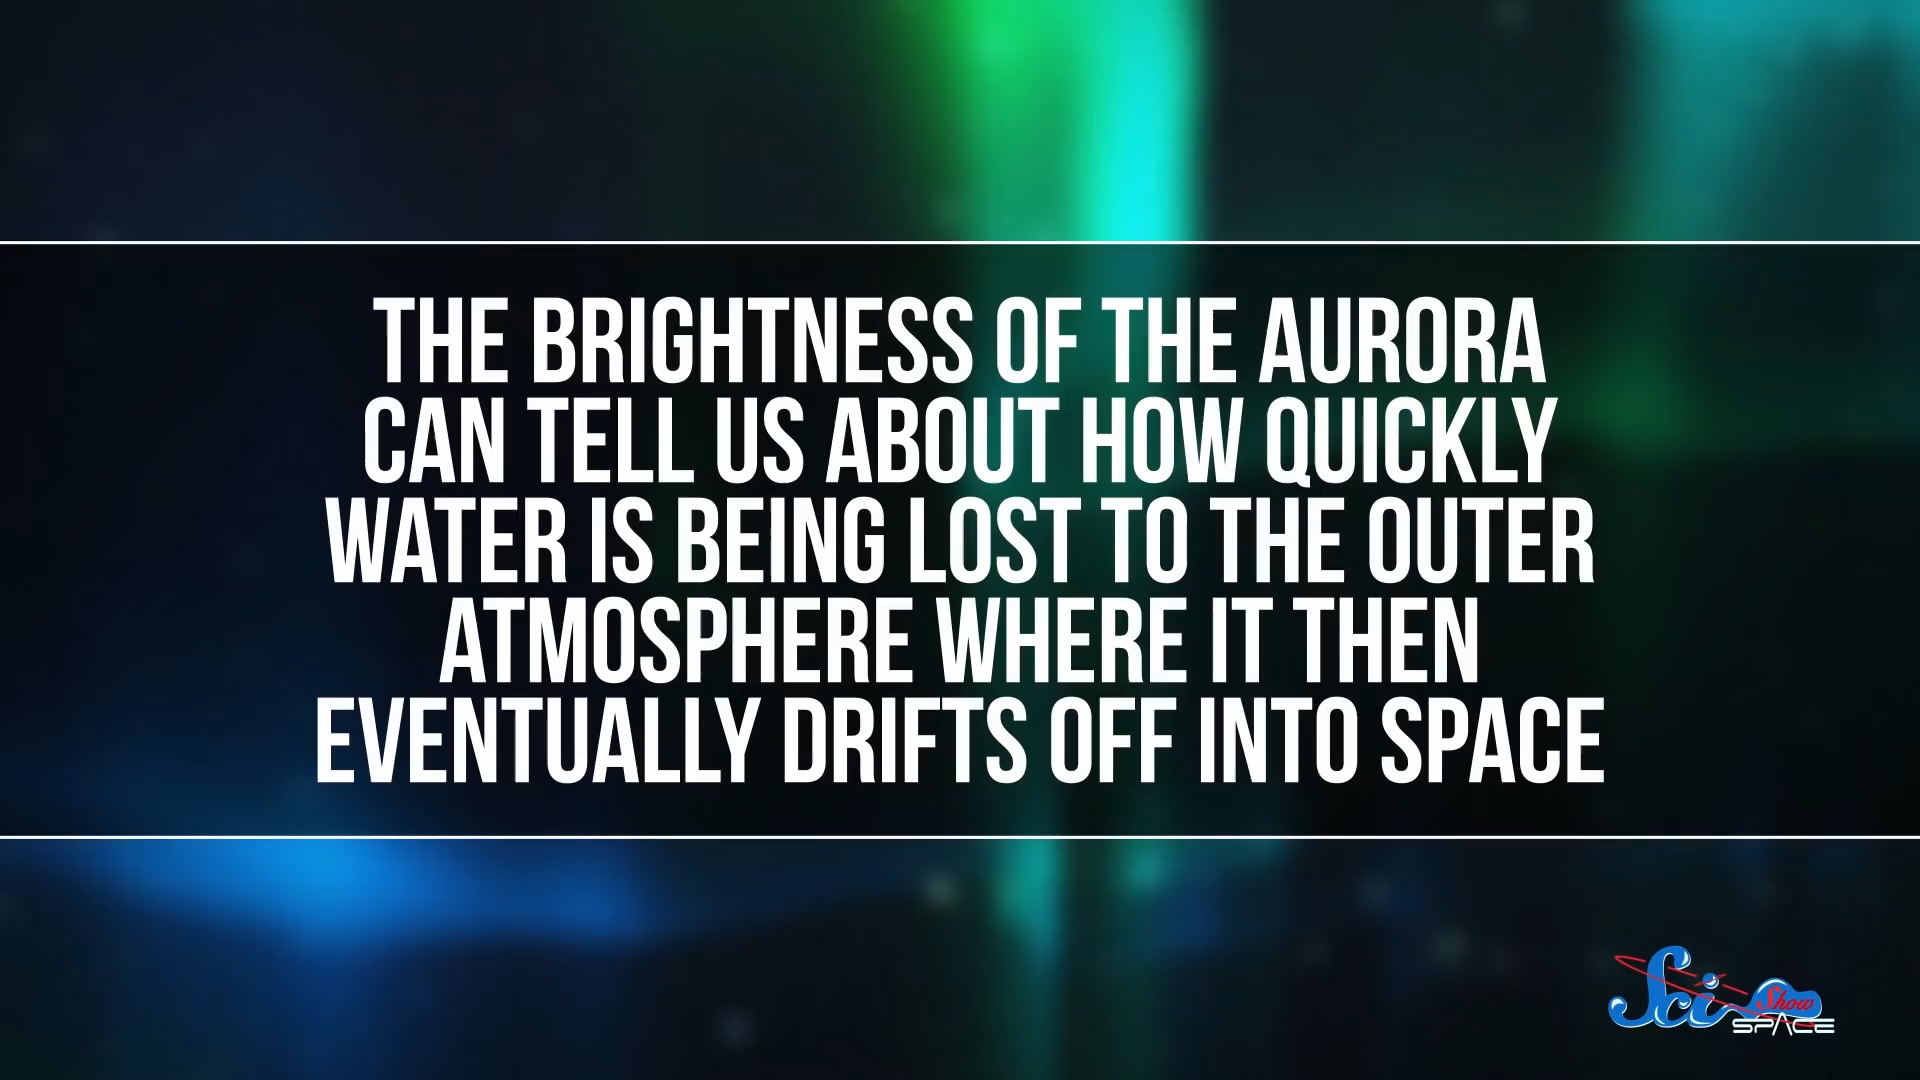 THE BRIGHTNESS OF THE AURORA
CAN TELL US ABOUT HOW QUICKLY
WATER IS BEING LOST TO THE OUTER
ATMOSPHERE WHERE IT THEN
EVENTUALLY DRIFTS OFF INTO SPACE
Sci Show
SPACE